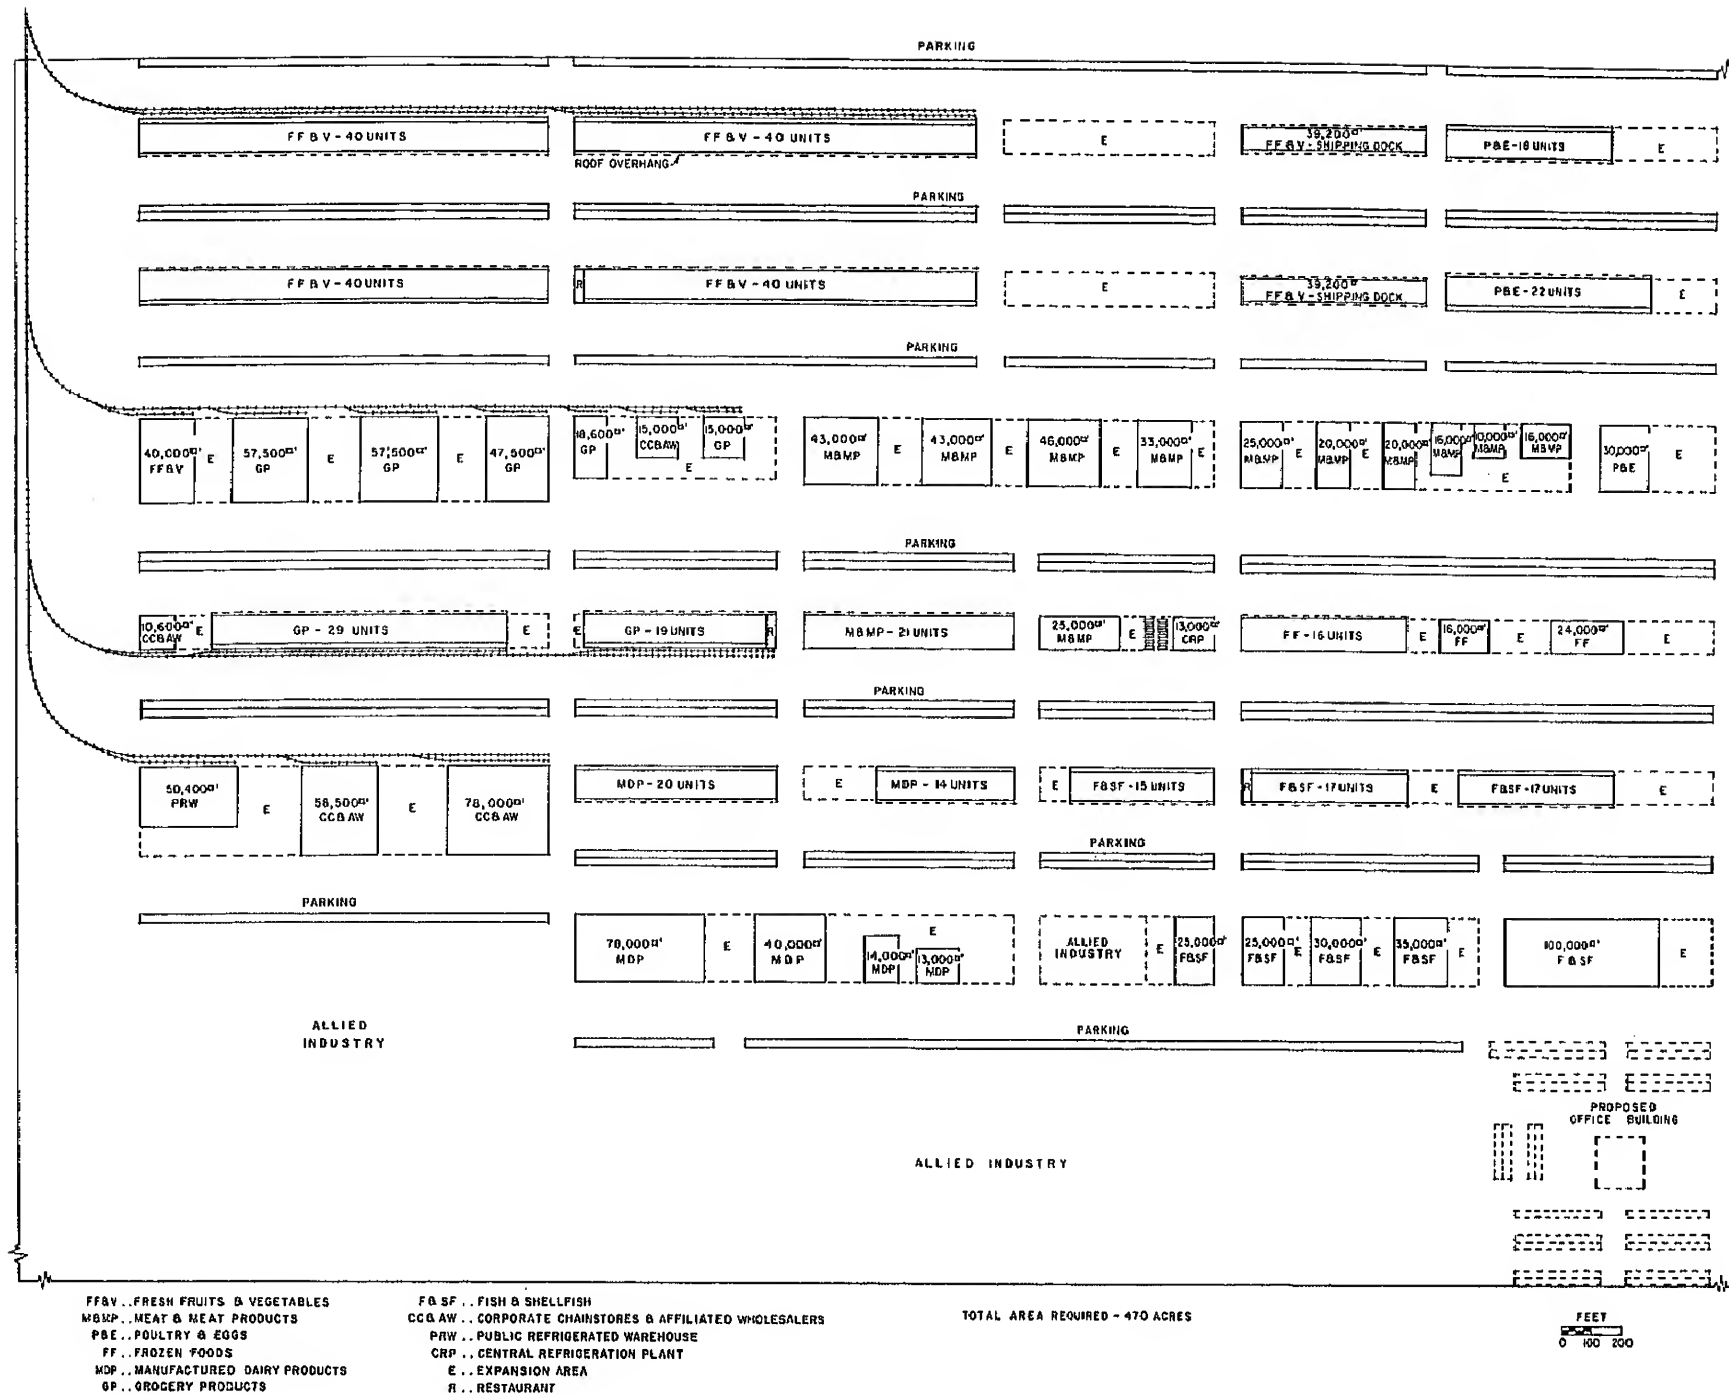 PARKING
FF&V - 40 UNITS
FF&V - 40 UNITS
E
39,200□'
FF&V - SHIPPING DOCK
P&E - 18 UNITS
E
ROOF OVERHANG
PARKING
FF&V - 40 UNITS
R
FF&V - 40 UNITS
E
39,200□'
FF&V - SHIPPING DOCK
P&E - 22 UNITS
E
PARKING
40,000□'
FF&V
E
57,500□'
GP
E
57,500□'
GP
E
47,500□'
GP
18,600□'
GP
15,000□'
CC&AW
15,000□'
GP
E
43,000□'
M&MP
E
43,000□'
M&MP
E
46,000□'
M&MP
E
33,000□'
M&MP
E
25,000□'
M&MP
E
20,000□'
M&MP
E
20,000□'
M&MP
16,000□'
M&MP
10,000□'
M&MP
16,000□'
M&MP
E
30,000□'
P&E
E
PARKING
10,600□'
CC&AW
E
GP - 29 UNITS
E
E
GP - 19 UNITS
R
M&MP - 21 UNITS
25,000□'
M&MP
E
13,000□'
CRP
FF - 16 UNITS
E
16,000□'
FF
E
24,000□'
FF
E
PARKING
50,400□'
PRW
E
58,500□'
CC&AW
E
78,000□'
CC&AW
MDP - 20 UNITS
E
MDP - 14 UNITS
E
F&SF - 15 UNITS
R
F&SF - 17 UNITS
E
F&SF - 17 UNITS
E
PARKING
PARKING
78,000□'
MDP
E
40,000□'
MDP
E
14,000□'
MDP
13,000□'
MDP
ALLIED
INDUSTRY
E
25,000□'
F&SF
25,000□'
F&SF
E
30,000□'
F&SF
E
35,000□'
F&SF
E
100,000□'
F&SF
E
ALLIED
INDUSTRY
PARKING
PROPOSED
OFFICE BUILDING
ALLIED INDUSTRY
FF&V .. FRESH FRUITS & VEGETABLES
M&MP .. MEAT & MEAT PRODUCTS
P&E .. POULTRY & EGGS
FF .. FROZEN FOODS
MDP .. MANUFACTURED DAIRY PRODUCTS
GP .. GROCERY PRODUCTS
F&SF .. FISH & SHELLFISH
CC&AW .. CORPORATE CHAINSTORES & AFFILIATED WHOLESALERS
PRW .. PUBLIC REFRIGERATED WAREHOUSE
CRP .. CENTRAL REFRIGERATION PLANT
E .. EXPANSION AREA
R .. RESTAURANT
TOTAL AREA REQUIRED - 470 ACRES
FEET
0 100 200